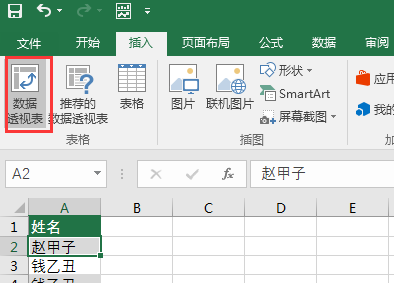 文件 开始 插入 页面布局 公式 数据 审阅
数据
透视表
推荐的
数据透视表
表格
图片
联机图片
形状
SmartArt
屏幕截图
应用
我的
表格
插图
A2
fx
赵甲子
A B C D E
1 姓名
2 赵甲子
3 钱乙丑